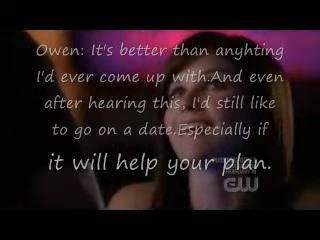 Owen: It's better than anyhting
I'd ever come up with.And even
after hearing this, I'd still like
to go on a date.Especially if
it will help your plan.
CW